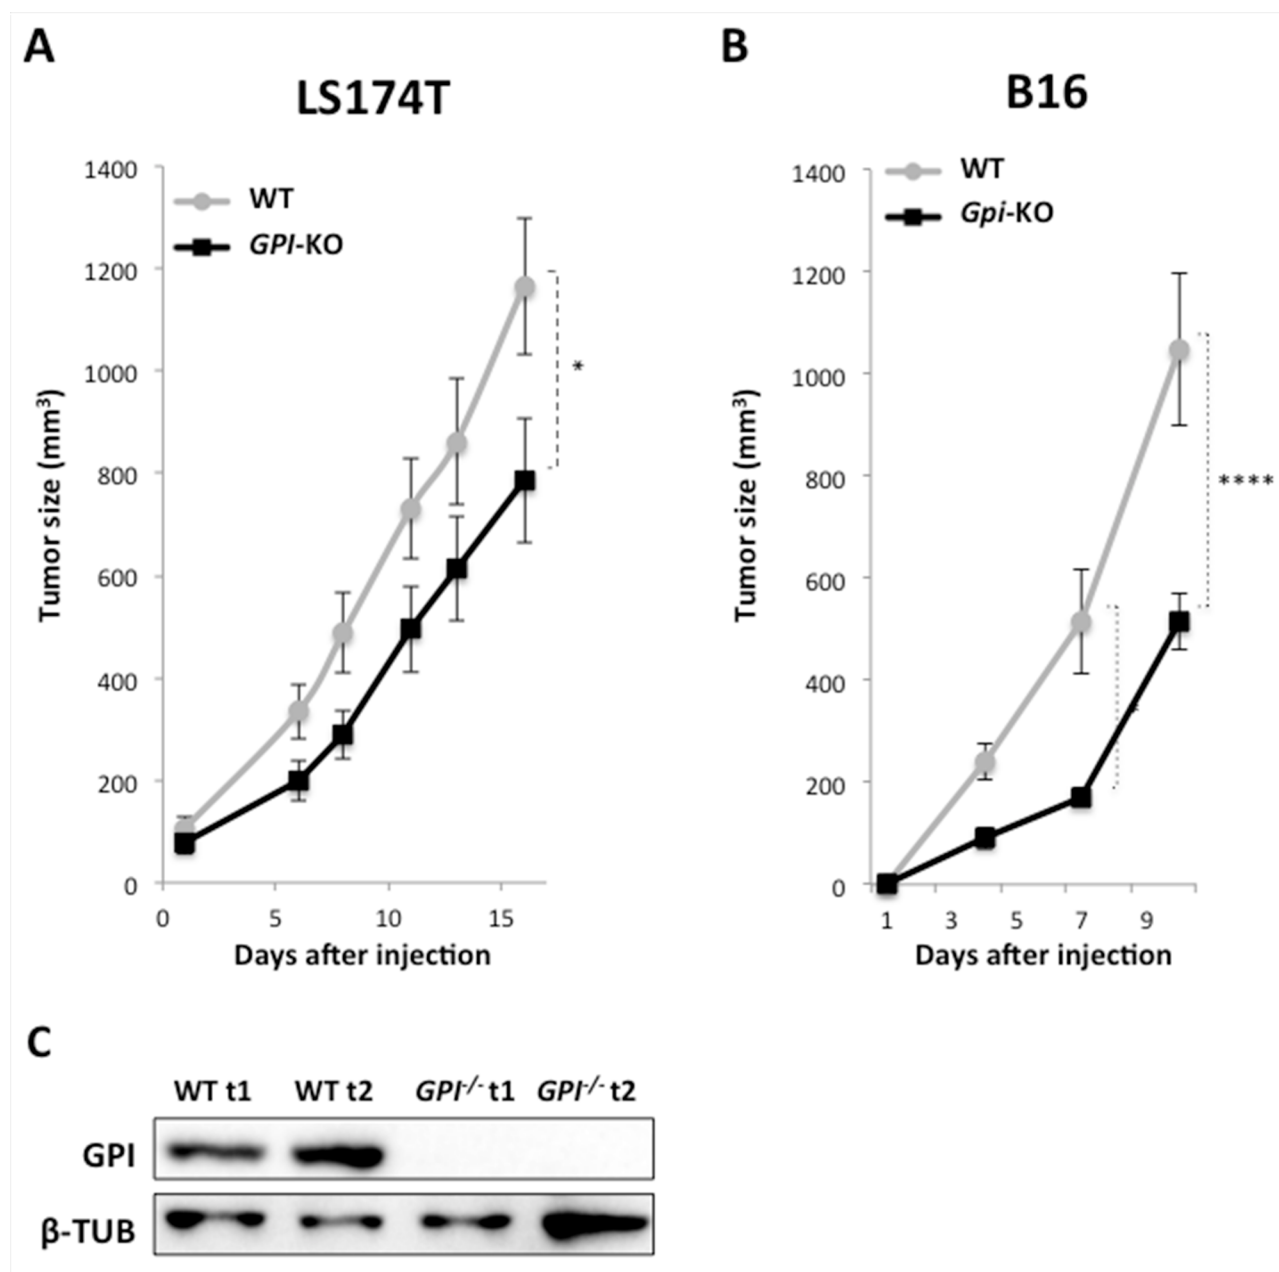 A
LS174T
1400
1200
1000
800
600
400
200
0
WT
GPI-KO
*
Tumor size (mm³)
0 5 10 15
Days after injection
B
B16
1400
1200
1000
800
600
400
200
0
WT
Gpi-KO
****
Tumor size (mm³)
1 3 5 7 9
Days after injection
C
WT t1 WT t2 GPI-/- t1 GPI-/- t2
GPI
β-TUB